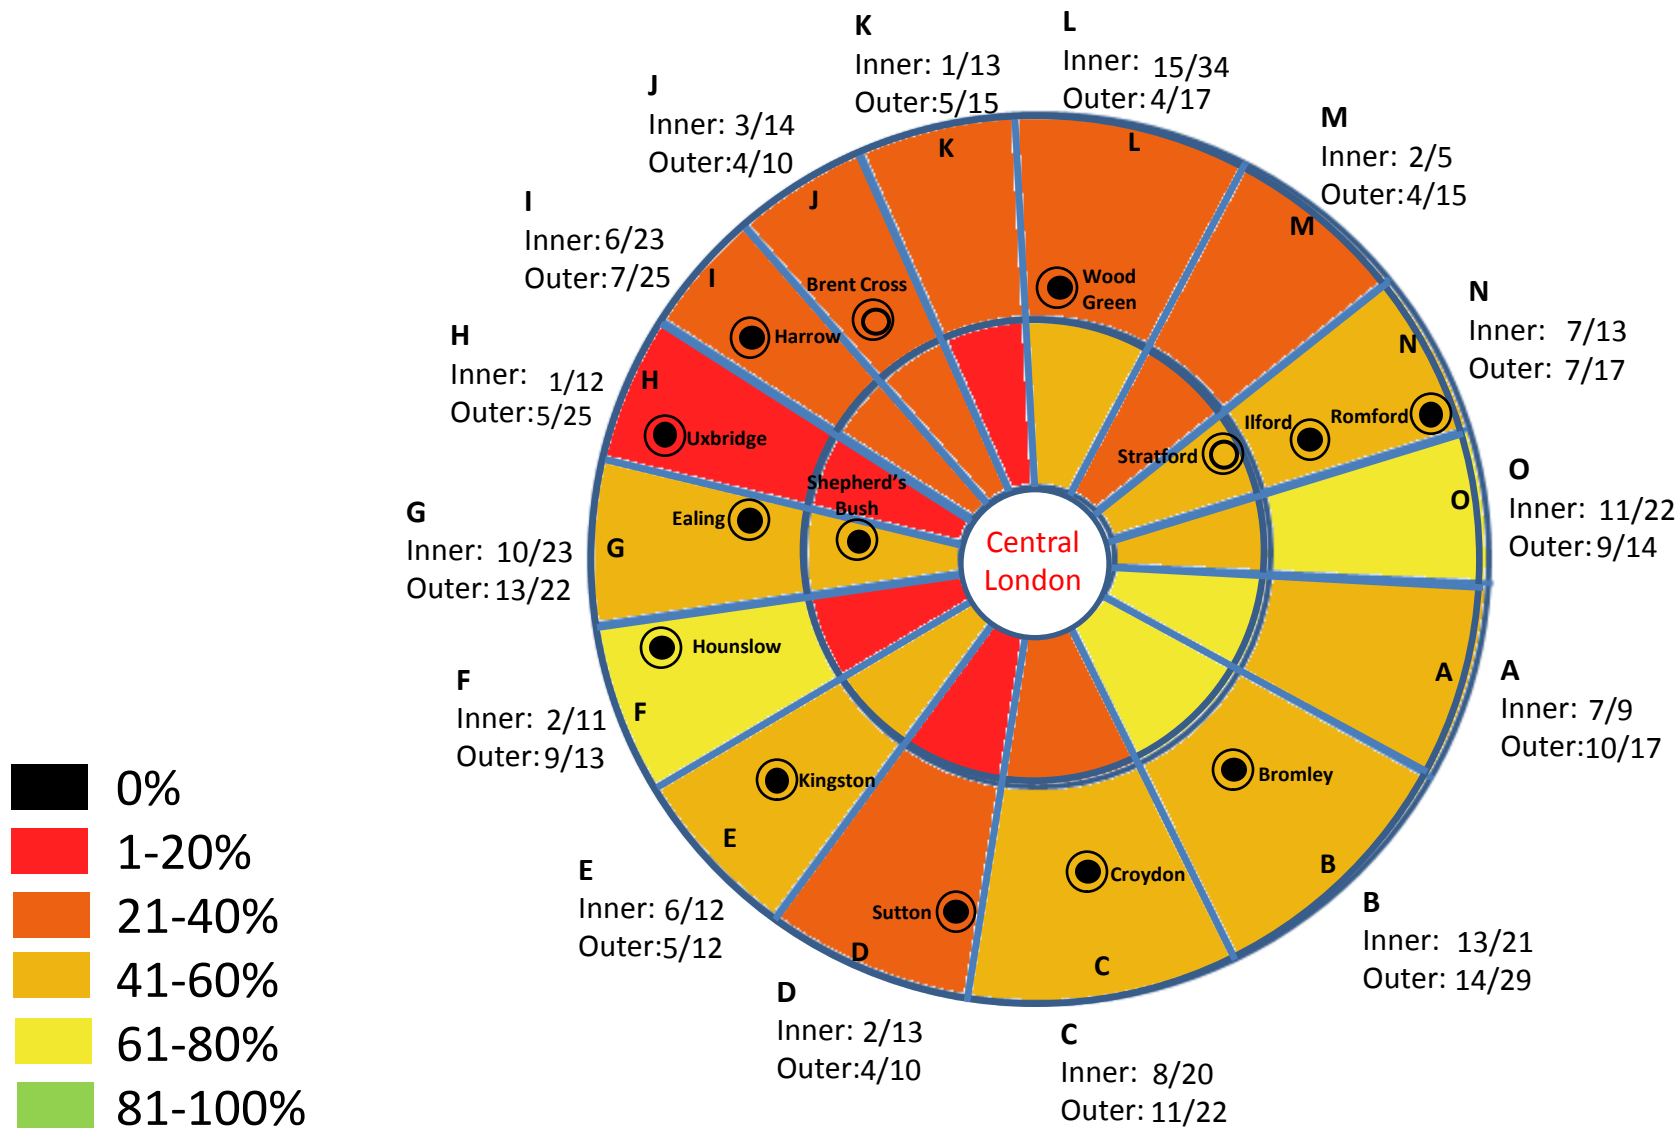 K
Inner: 1/13
Outer:5/15
L
Inner: 15/34
Outer:4/17
J
Inner: 3/14
Outer:4/10
M
Inner: 2/5
Outer:4/15
I
Inner:6/23
Outer:7/25
N
Inner: 7/13
Outer: 7/17
H
Inner: 1/12
Outer:5/25
O
Inner: 11/22
Outer: 9/14
G
Inner: 10/23
Outer:13/22
A
Inner: 7/9
Outer:10/17
F
Inner: 2/11
Outer: 9/13
E
Inner: 6/12
Outer:5/12
B
Inner: 13/21
Outer: 14/29
D
Inner: 2/13
Outer:4/10
C
Inner: 8/20
Outer: 11/22
K
L
J
M
I
N
H
O
G
A
F
E
B
D
C
Brent Cross
Wood
Green
Harrow
Ilford
Romford
Uxbridge
Stratford
Shepherd's
Bush
Ealing
Central
London
Hounslow
Kingston
Bromley
Croydon
Sutton
0%
1-20%
21-40%
41-60%
61-80%
81-100%